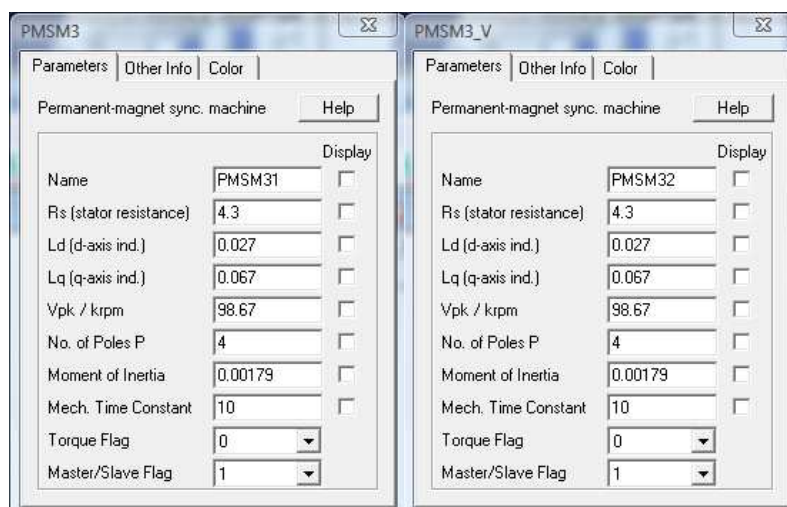 PMSM3
Parameters Other Info Color
Permanent-magnet sync. machine Help
Display
Name PMSM31
Rs (stator resistance) 4.3
Ld (d-axis ind.) 0.027
Lq (q-axis ind.) 0.067
Vpk / krpm 98.67
No. of Poles P 4
Moment of Inertia 0.00179
Mech. Time Constant 10
Torque Flag 0
Master/Slave Flag 1
PMSM3_V
Parameters Other Info Color
Permanent-magnet sync. machine Help
Display
Name PMSM32
Rs (stator resistance) 4.3
Ld (d-axis ind.) 0.027
Lq (q-axis ind.) 0.067
Vpk / krpm 98.67
No. of Poles P 4
Moment of Inertia 0.00179
Mech. Time Constant 10
Torque Flag 0
Master/Slave Flag 1